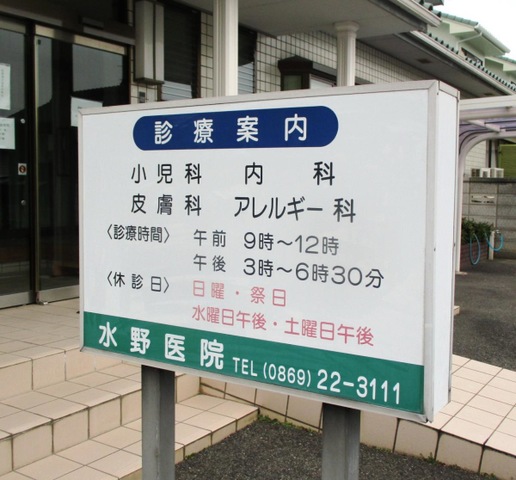 診療案内
小児科 内科
皮膚科 アレルギー科
〈診療時間〉 午前 9時～12時
午後 3時～6時30分
〈休診日〉 日曜・祭日
水曜日午後・土曜日午後
水野医院 TEL (0869) 22-3111